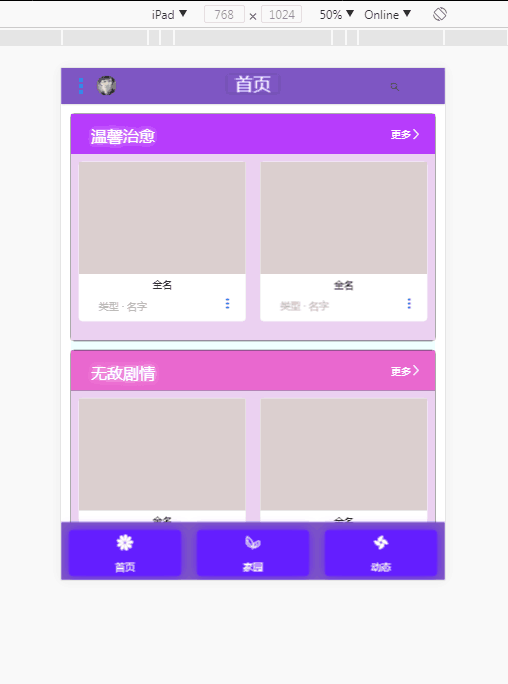 iPad ▼ 768 × 1024 50% ▼ Online ▼
首页
温馨治愈 更多
全名 全名
类型 · 名字 类型 · 名字
无敌剧情 更多
全名 全名
首页 家园 动态